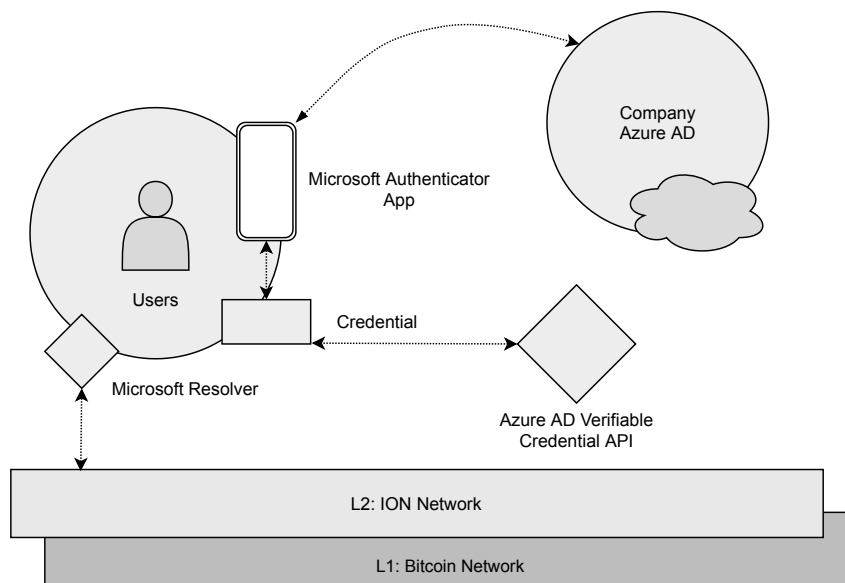 Company
Azure AD
Microsoft Authenticator
App
Users
Credential
Microsoft Resolver
Azure AD Verifiable
Credential API
L2: ION Network
L1: Bitcoin Network